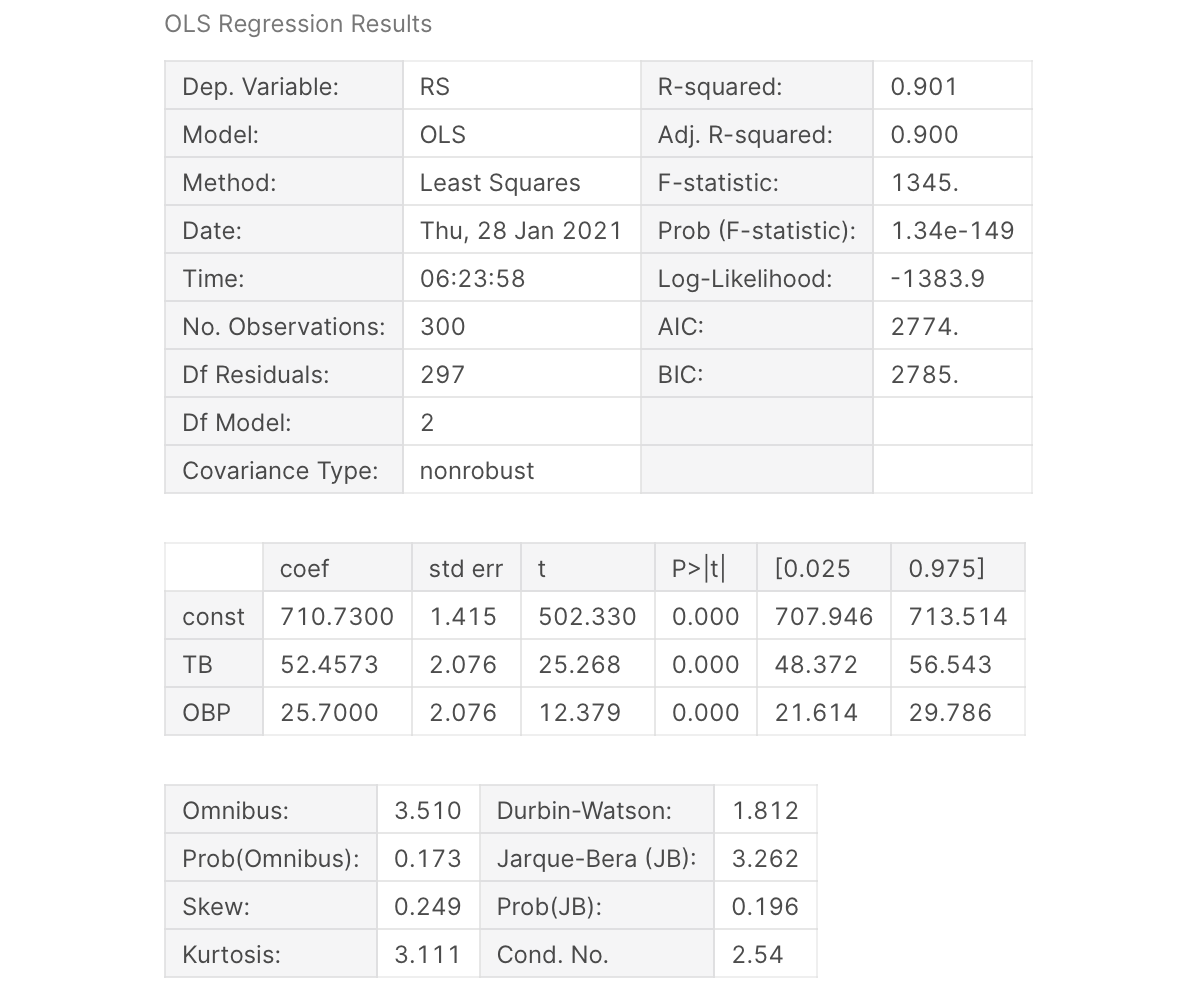 OLS Regression Results
Dep. Variable: RS R-squared: 0.901
Model: OLS Adj. R-squared: 0.900
Method: Least Squares F-statistic: 1345.
Date: Thu, 28 Jan 2021 Prob (F-statistic): 1.34e-149
Time: 06:23:58 Log-Likelihood: -1383.9
No. Observations: 300 AIC: 2774.
Df Residuals: 297 BIC: 2785.
Df Model: 2
Covariance Type: nonrobust
coef std err t P>|t| [0.025 0.975]
const 710.7300 1.415 502.330 0.000 707.946 713.514
TB 52.4573 2.076 25.268 0.000 48.372 56.543
OBP 25.7000 2.076 12.379 0.000 21.614 29.786
Omnibus: 3.510 Durbin-Watson: 1.812
Prob(Omnibus): 0.173 Jarque-Bera (JB): 3.262
Skew: 0.249 Prob(JB): 0.196
Kurtosis: 3.111 Cond. No. 2.54